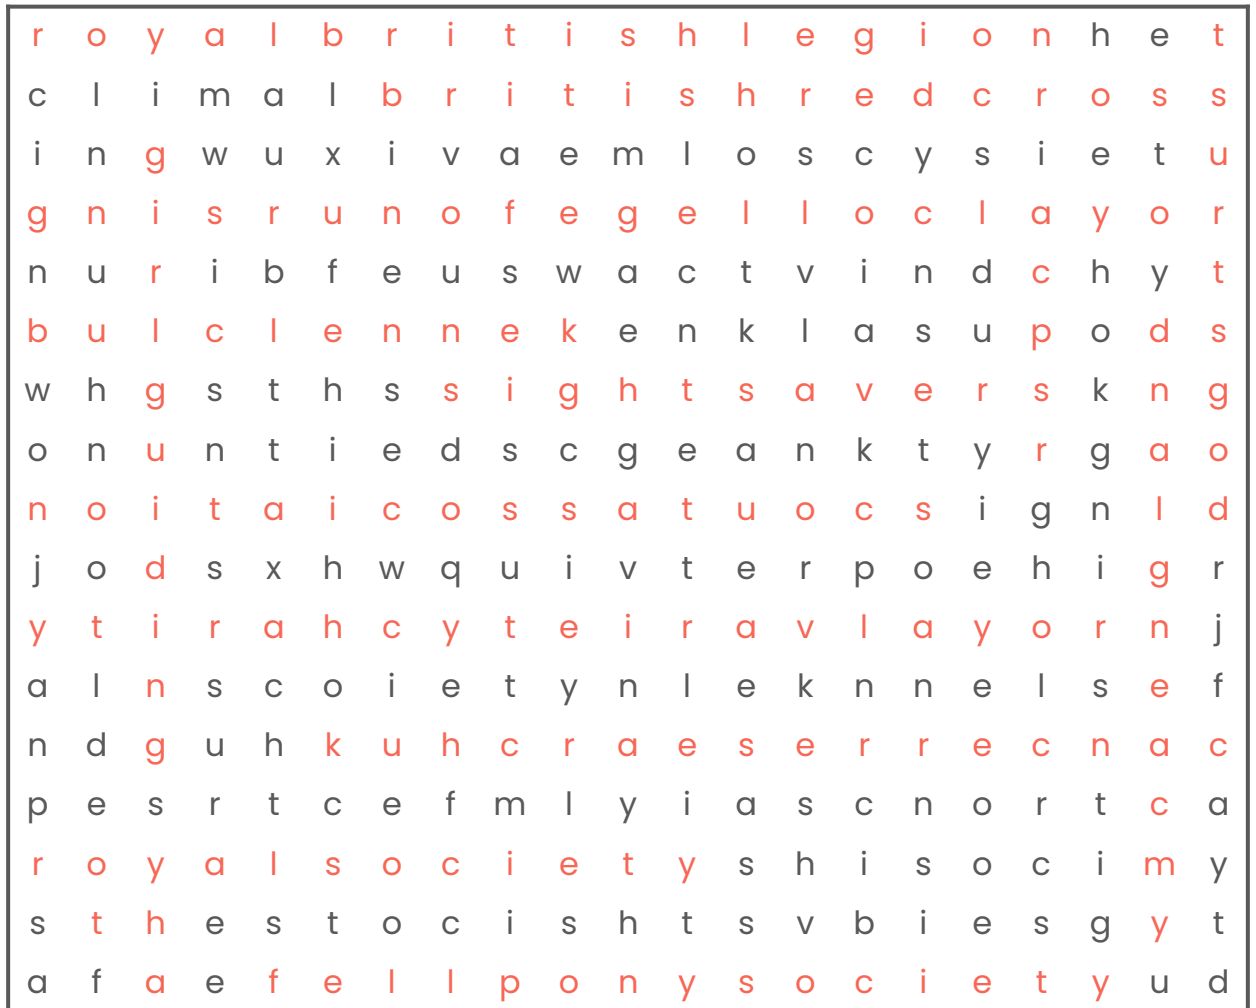 r o y a l b r i t i s h l e g i o n h e t
c l i m a l b r i t i s h r e d c r o s s
i n g w u x i v a e m l o s c y s i e t u
g n i s r u n o f e g e l l o c l a y o r
n u r i b f e u s w a c t v i n d c h y t
b u l c l e n n e k e n k l a s u p o d s
w h g s t h s s i g h t s a v e r s k n g
o n u n t i e d s c g e a n k t y r g a o
n o i t a i c o s s a t u o c s i g n l d
j o d s x h w q u i v t e r p o e h i g r
y t i r a h c y t e i r a v l a y o r n j
a l n s c o i e t y n l e k n n e l s e f
n d g u h k u h c r a e s e r r e c n a c
p e s r t c e f m l y i a s c n o r t c a
r o y a l s o c i e t y s h i s o c i m y
s t h e s t o c i s h t s v b i e s g y t
a f a e f e l l p o n y s o c i e t y u d